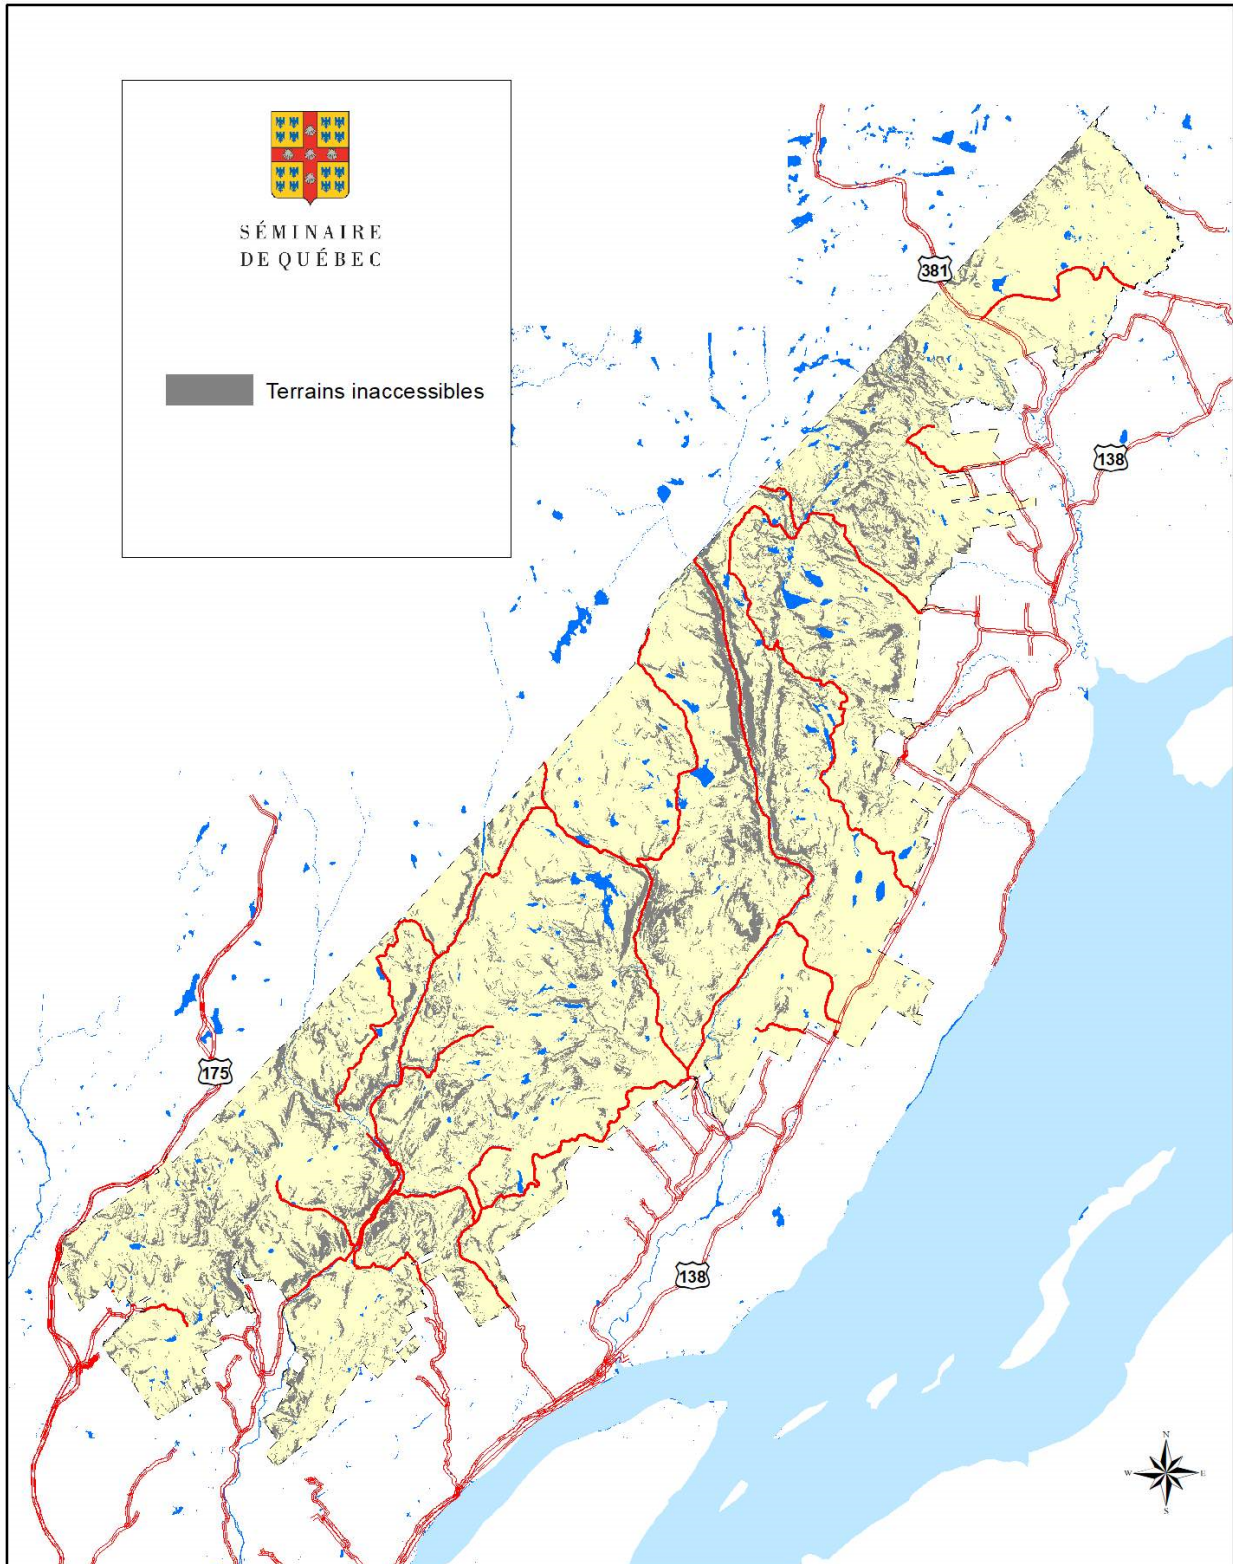 SÉMINAIRE
DE QUÉBEC
Terrains inaccessibles
381
138
175
138
N
W
E
S